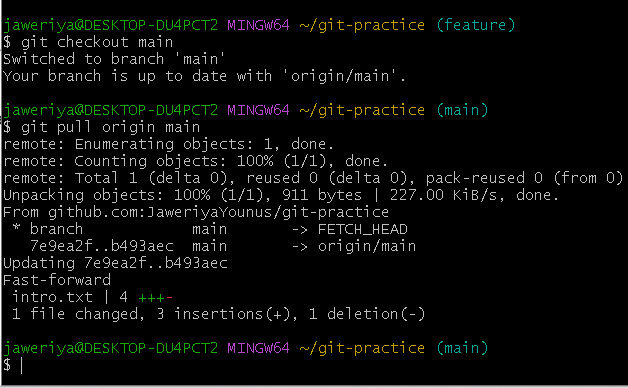 jaweriya@DESKTOP-DU4PCT2 MINGW64 ~/git-practice (feature)
$ git checkout main
Switched to branch 'main'
Your branch is up to date with 'origin/main'.
jaweriya@DESKTOP-DU4PCT2 MINGW64 ~/git-practice (main)
$ git pull origin main
remote: Enumerating objects: 1, done.
remote: Counting objects: 100% (1/1), done.
remote: Total 1 (delta 0), reused 0 (delta 0), pack-reused 0 (from 0)
Unpacking objects: 100% (1/1), 911 bytes | 227.00 KiB/s, done.
From github.com:JaweriyaYounus/git-practice
 * branch            main       -> FETCH_HEAD
   7e9ea2f..b493aec  main       -> origin/main
Updating 7e9ea2f..b493aec
Fast-forward
 intro.txt | 4 +++-
 1 file changed, 3 insertions(+), 1 deletion(-)
jaweriya@DESKTOP-DU4PCT2 MINGW64 ~/git-practice (main)
$